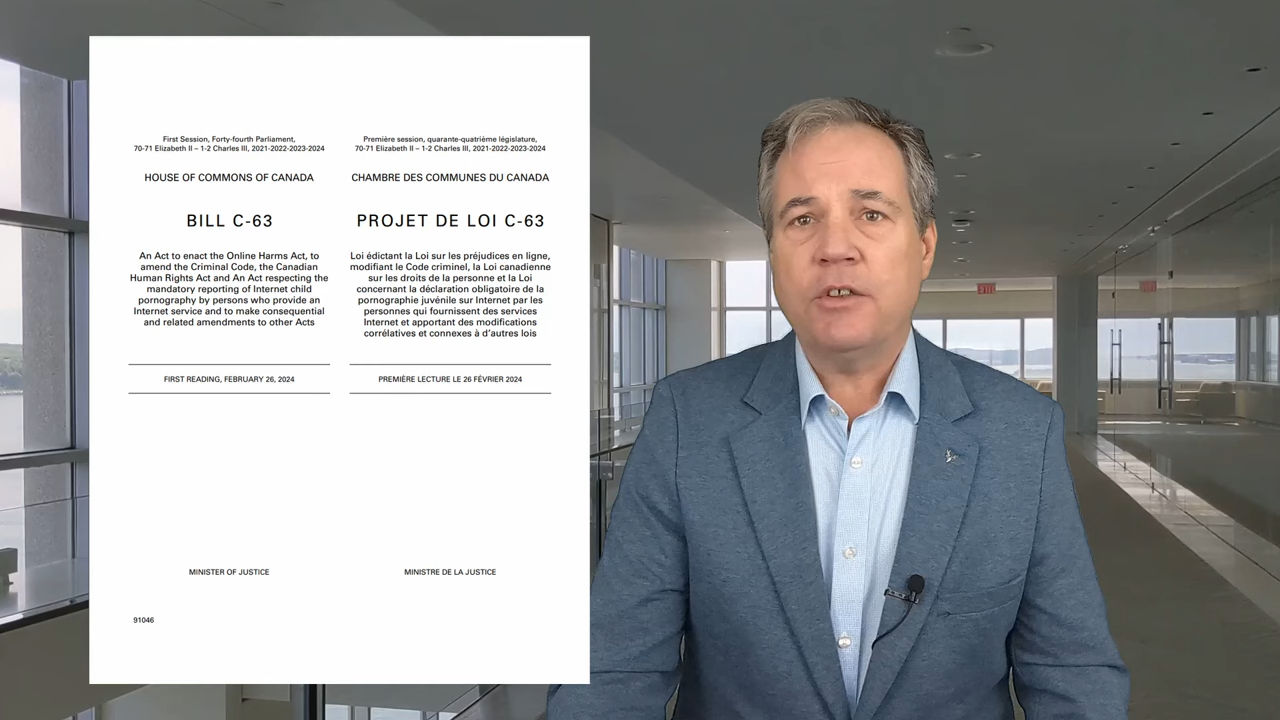 First Session, Forty-fourth Parliament,
70-71 Elizabeth II – 1-2 Charles III, 2021-2022-2023-2024
HOUSE OF COMMONS OF CANADA
BILL C-63
An Act to enact the Online Harms Act, to
amend the Criminal Code, the Canadian
Human Rights Act and An Act respecting the
mandatory reporting of Internet child
pornography by persons who provide an
Internet service and to make consequential
and related amendments to other Acts
FIRST READING, FEBRUARY 26, 2024
MINISTER OF JUSTICE
91046
Première session, quarante-quatrième législature,
70-71 Elizabeth II – 1-2 Charles III, 2021-2022-2023-2024
CHAMBRE DES COMMUNES DU CANADA
PROJET DE LOI C-63
Loi édictant la Loi sur les préjudices en ligne,
modifiant le Code criminel, la Loi canadienne
sur les droits de la personne et la Loi
concernant la déclaration obligatoire de la
pornographie juvénile sur Internet par les
personnes qui fournissent des services
Internet et apportant des modifications
corrélatives et connexes à d'autres lois
PREMIÈRE LECTURE LE 26 FÉVRIER 2024
MINISTRE DE LA JUSTICE